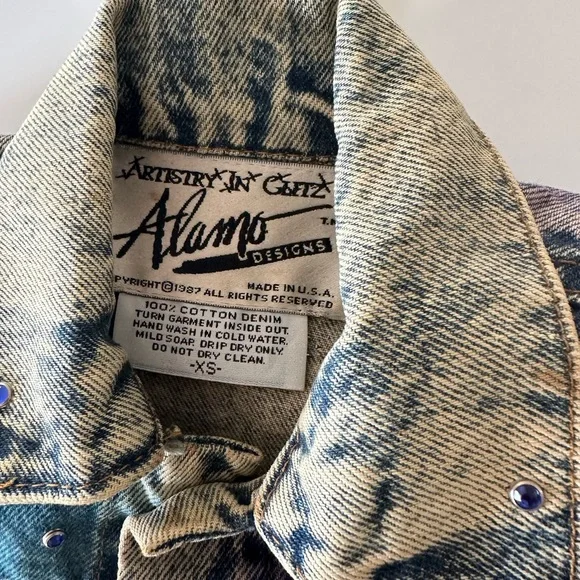 ARTISTRY IN GLITZ
Alamo
T.M.
DESIGNS
MADE IN U.S.A.
PYRIGHT©1987 ALL RIGHTS RESERVED
100% COTTON DENIM
TURN GARMENT INSIDE OUT.
HAND WASH IN COLD WATER.
MILD SOAP. DRIP DRY ONLY.
DO NOT DRY CLEAN.
-XS-